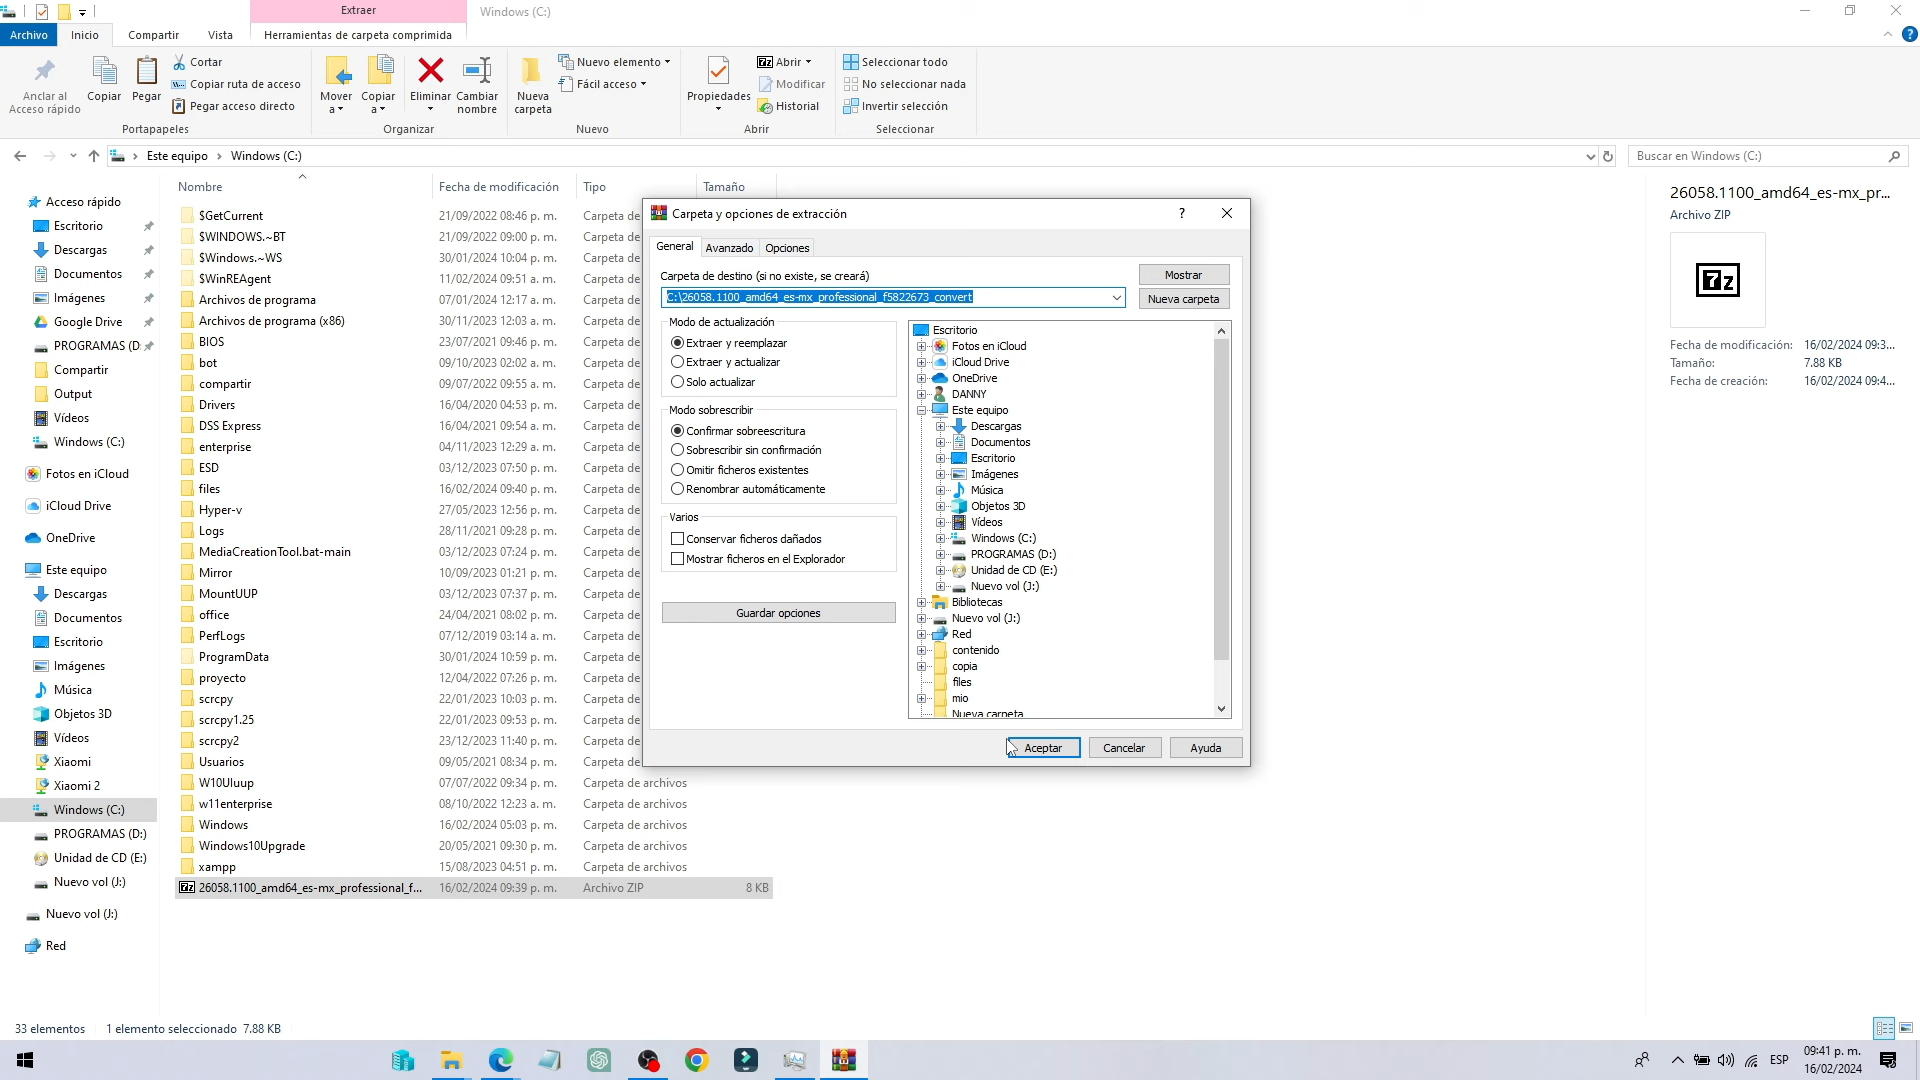 Extraer
Windows (C:)
Archivo
Inicio
Compartir
Vista
Herramientas de carpeta comprimida
Anclar al
Acceso rápido
Copiar
Pegar
Cortar
Copiar ruta de acceso
Pegar acceso directo
Portapapeles
Mover
a
Copiar
a
Eliminar
Cambiar
nombre
Organizar
Nueva
carpeta
Nuevo elemento
Fácil acceso
Nuevo
Propiedades
Abrir
Modificar
Historial
Abrir
Seleccionar todo
No seleccionar nada
Invertir selección
Seleccionar
Este equipo > Windows (C:)
Buscar en Windows (C:)
Acceso rápido
Escritorio
Descargas
Documentos
Imágenes
Google Drive
PROGRAMAS (D:
Compartir
Output
Vídeos
Windows (C:)
Fotos en iCloud
iCloud Drive
OneDrive
Este equipo
Descargas
Documentos
Escritorio
Imágenes
Música
Objetos 3D
Vídeos
Xiaomi
Xiaomi 2
Windows (C:)
PROGRAMAS (D:)
Unidad de CD (E:)
Nuevo vol (J:)
Nuevo vol (J:)
Red
Nombre Fecha de modificación Tipo Tamaño
$GetCurrent 21/09/2022 08:46 p. m. Carpeta de
$WINDOWS.~BT 21/09/2022 09:00 p. m. Carpeta de
$Windows.~WS 30/01/2024 10:04 p. m. Carpeta de
$WinREAgent 11/02/2024 09:51 a. m. Carpeta de
Archivos de programa 07/01/2024 12:17 a. m. Carpeta de
Archivos de programa (x86) 30/11/2023 12:03 a. m. Carpeta de
BIOS 23/07/2021 09:46 p. m. Carpeta de
bot 09/10/2023 02:02 a. m. Carpeta de
compartir 09/07/2022 09:55 a. m. Carpeta de
Drivers 16/04/2020 04:53 p. m. Carpeta de
DSS Express 16/04/2021 09:54 a. m. Carpeta de
enterprise 04/11/2023 12:29 a. m. Carpeta de
ESD 03/12/2023 07:50 p. m. Carpeta de
files 16/02/2024 09:40 p. m. Carpeta de
Hyper-v 27/05/2023 12:56 p. m. Carpeta de
Logs 28/11/2021 09:28 p. m. Carpeta de
MediaCreationTool.bat-main 03/12/2023 07:24 p. m. Carpeta de
Mirror 10/09/2023 01:21 p. m. Carpeta de
MountUUP 03/12/2023 07:37 p. m. Carpeta de
office 24/04/2021 08:02 p. m. Carpeta de
PerfLogs 07/12/2019 03:14 a. m. Carpeta de
ProgramData 30/01/2024 10:59 p. m. Carpeta de
proyecto 12/04/2022 07:26 p. m. Carpeta de
scrcpy 22/01/2023 10:03 p. m. Carpeta de
scrcpy1.25 22/01/2023 09:53 p. m. Carpeta de
scrcpy2 23/12/2023 11:40 p. m. Carpeta de
Usuarios 09/05/2021 08:34 p. m. Carpeta de
W10UIuup 07/07/2022 09:34 p. m. Carpeta de archivos
w11enterprise 08/10/2022 12:23 a. m. Carpeta de archivos
Windows 16/02/2024 05:03 p. m. Carpeta de archivos
Windows10Upgrade 20/05/2021 09:30 p. m. Carpeta de archivos
xampp 15/08/2023 04:51 p. m. Carpeta de archivos
26058.1100_amd64_es-mx_professional_f... 16/02/2024 09:39 p. m. Archivo ZIP 8 KB
Carpeta y opciones de extracción
General
Avanzado
Opciones
Carpeta de destino (si no existe, se creará)
C:\26058.1100_amd64_es-mx_professional_f5822673_convert
Mostrar
Nueva carpeta
Modo de actualización
Extraer y reemplazar
Extraer y actualizar
Solo actualizar
Modo sobrescribir
Confirmar sobreescritura
Sobrescribir sin confirmación
Omitir ficheros existentes
Renombrar automáticamente
Varios
Conservar ficheros dañados
Mostrar ficheros en el Explorador
Guardar opciones
Escritorio
Fotos en iCloud
iCloud Drive
OneDrive
DANNY
Este equipo
Descargas
Documentos
Escritorio
Imágenes
Música
Objetos 3D
Vídeos
Windows (C:)
PROGRAMAS (D:)
Unidad de CD (E:)
Nuevo vol (J:)
Bibliotecas
Nuevo vol (J:)
Red
contenido
copia
files
mio
Nueva carpeta
Aceptar
Cancelar
Ayuda
26058.1100_amd64_es-mx_pr...
Archivo ZIP
7z
Fecha de modificación: 16/02/2024 09:3...
Tamaño: 7.88 KB
Fecha de creación: 16/02/2024 09:4...
33 elementos
1 elemento seleccionado 7.88 KB
ESP
09:41 p. m.
16/02/2024